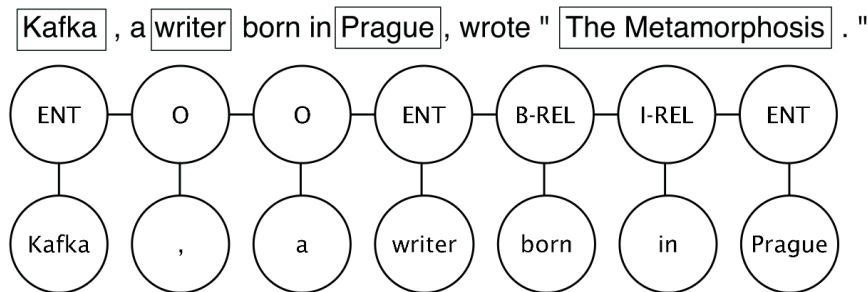 Kafka , a writer born in Prague , wrote " The Metamorphosis . "
ENT O O ENT B-REL I-REL ENT
Kafka , a writer born in Prague